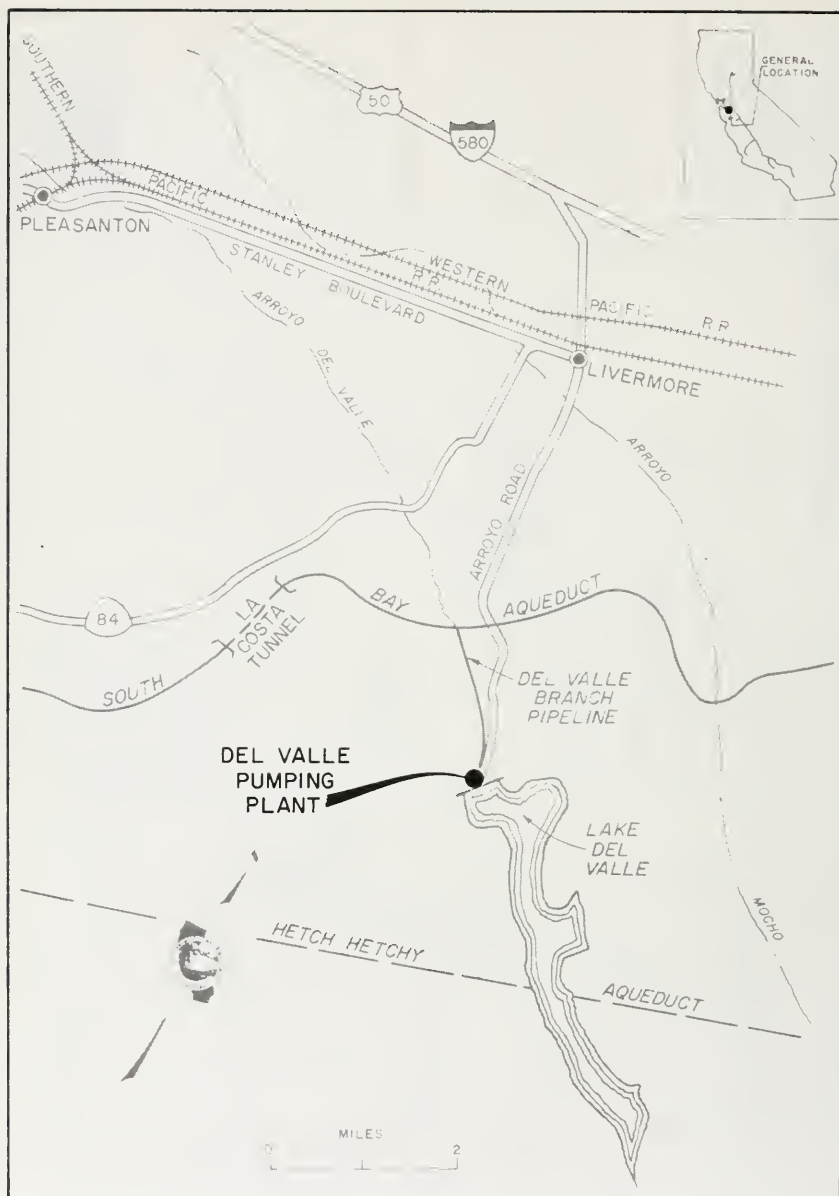 SOUTHERN
PACIFIC
R R
50
580
GENERAL
LOCATION
PLEASANTON
STANLEY BOULEVARD
WESTERN
PACIFIC
R R
ARROYO
DEL VALLE
LIVERMORE
ARROYO ROAD
ARROYO
MOCHO
84
LA
COSTA
TUNNEL
SOUTH
BAY
AQUEDUCT
DEL VALLE
BRANCH
PIPELINE
DEL VALLE
PUMPING
PLANT
LAKE
DEL
VALLE
HETCH HETCHY
AQUEDUCT
MILES
0
2